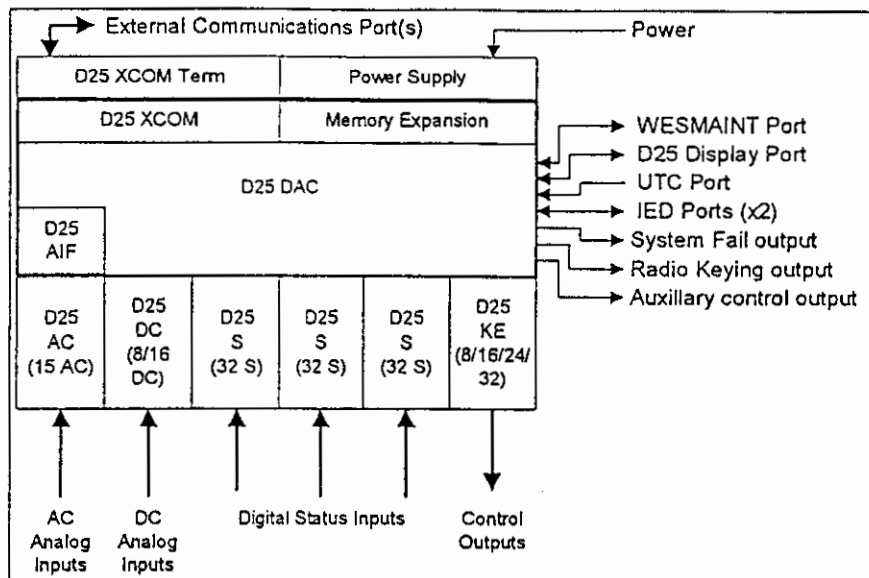 External Communications Port(s)
Power
D25 XCOM Term
Power Supply
D25 XCOM
Memory Expansion
D25 DAC
WESMAINT Port
D25 Display Port
UTC Port
IED Ports (x2)
System Fail output
Radio Keying output
Auxillary control output
D25
AIF
D25
AC
(15 AC)
D25
DC
(8/16
DC)
D25
S
(32 S)
D25
S
(32 S)
D25
S
(32 S)
D25
KE
(8/16/24/
32)
AC
Analog
Inputs
DC
Analog
Inputs
Digital Status Inputs
Control
Outputs